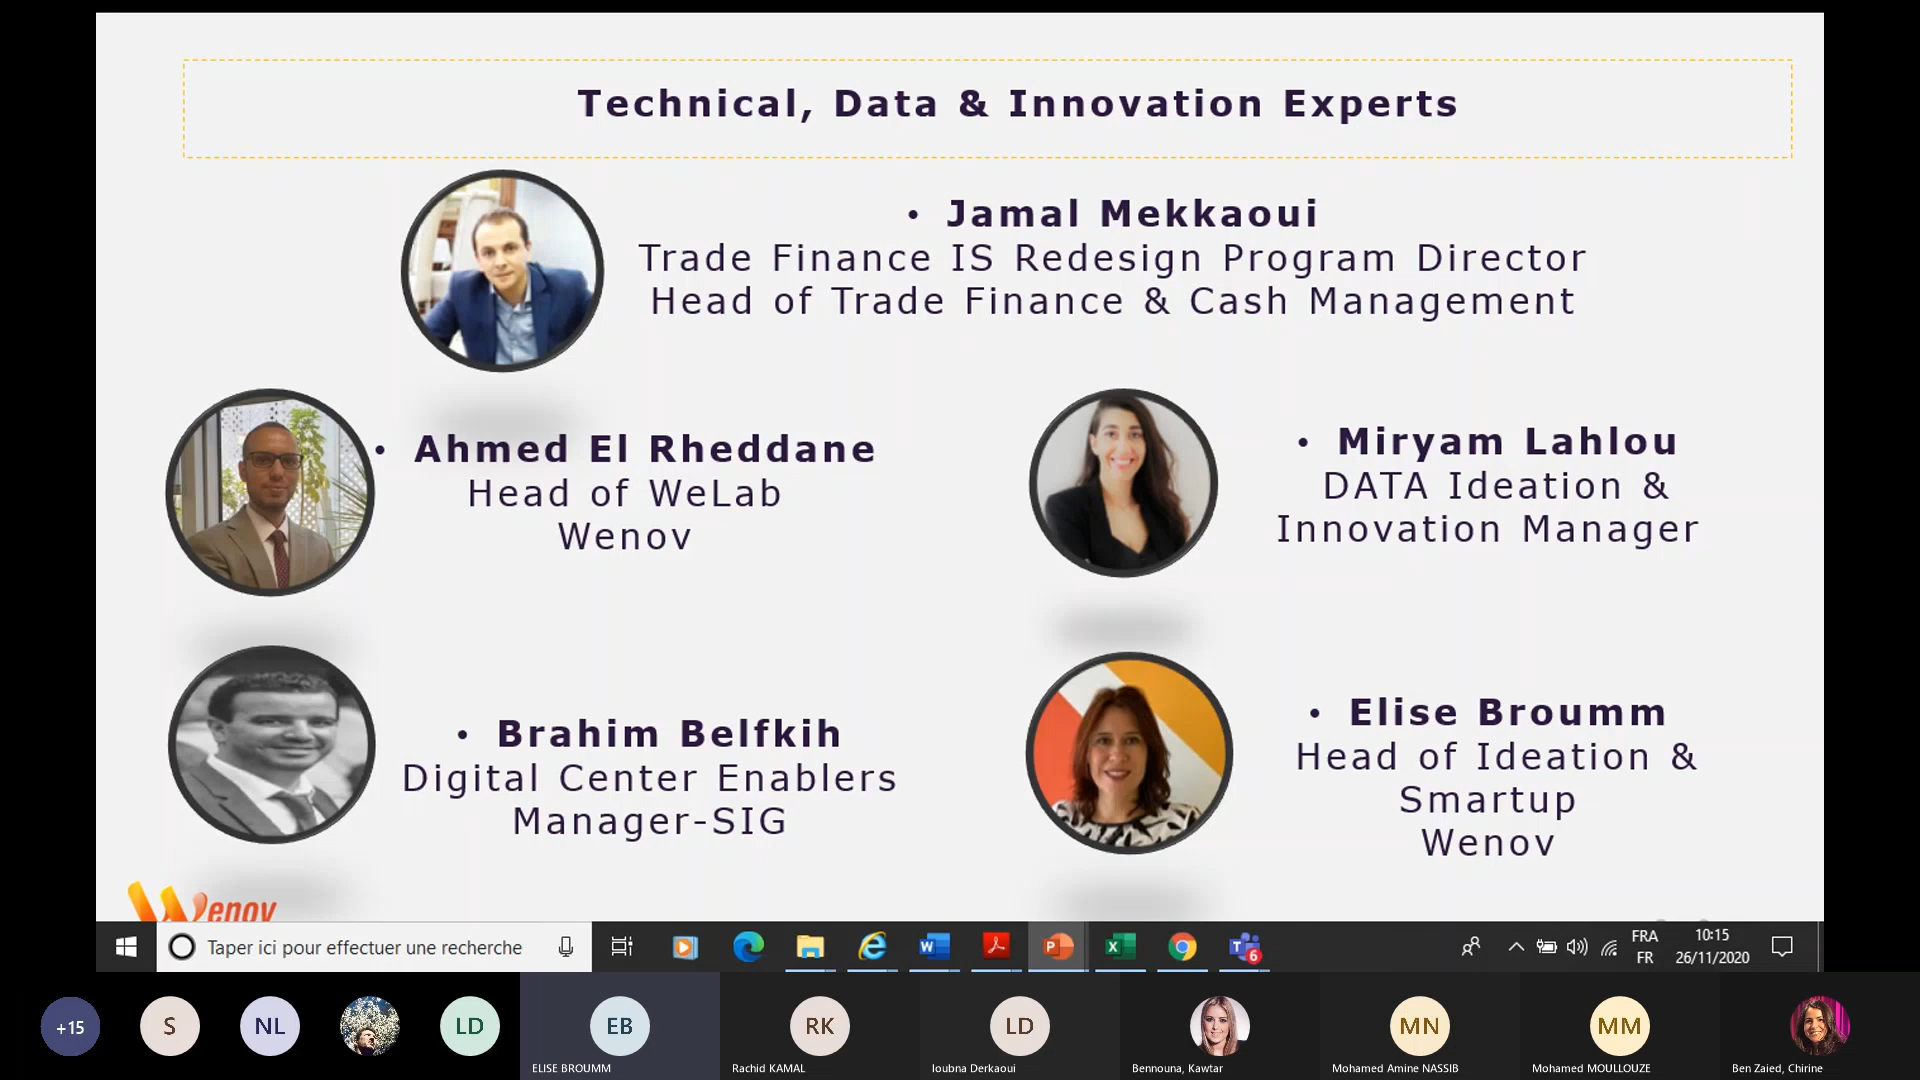 Technical, Data & Innovation Experts
• Jamal Mekkaoui
Trade Finance IS Redesign Program Director
Head of Trade Finance & Cash Management
• Ahmed El Rheddane
Head of WeLab
Wenov
• Miryam Lahlou
DATA Ideation &
Innovation Manager
• Brahim Belfkih
Digital Center Enablers
Manager-SIG
• Elise Broumm
Head of Ideation &
Smartup
Wenov
Wenov
Taper ici pour effectuer une recherche
6
FRA
FR
10:15
26/11/2020
+15
S
NL
LD
EB
ELISE BROUMM
RK
Rachid KAMAL
LD
loubna Derkaoui
Bennouna, Kawtar
MN
Mohamed Amine NASSIB
MM
Mohamed MOULLOUZE
Ben Zaied, Chirine